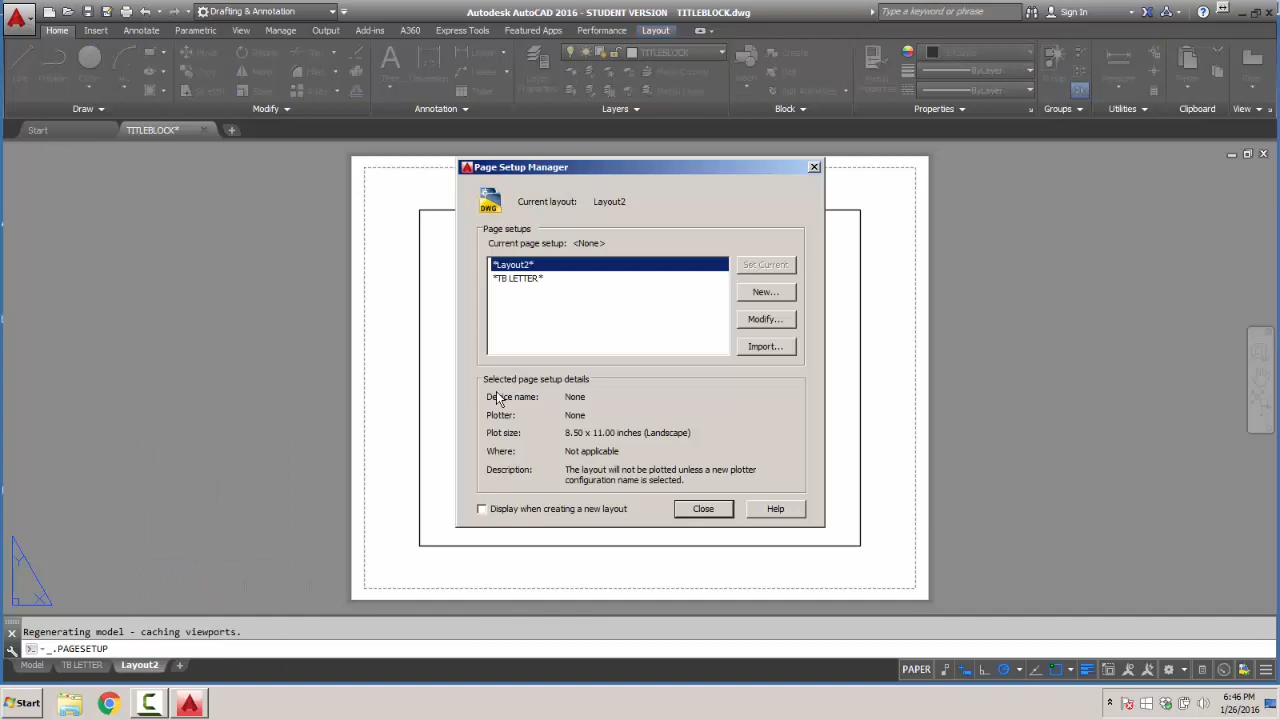 Drafting & Annotation
Autodesk AutoCAD 2016 - STUDENT VERSION TITLEBLOCK.dwg
Type a keyword or phrase
Sign In
Home Insert Annotate Parametric View Manage Output Add-ins A360 Express Tools Featured Apps Performance Layout
TITLEBLOCK
ByLayer
ByLayer
Draw Modify Annotation Layers Block Properties Groups Utilities Clipboard View
Start TITLEBLOCK*
Page Setup Manager
DWG
Current layout: Layout2
Page setups
Current page setup: <None>
*Layout2*
*TB LETTER*
Set Current
New...
Modify...
Import...
Selected page setup details
Device name: None
Plotter: None
Plot size: 8.50 x 11.00 inches (Landscape)
Where: Not applicable
Description: The layout will not be plotted unless a new plotter
configuration name is selected.
Display when creating a new layout
Close
Help
Y
X
Regenerating model - caching viewports.
_.PAGESETUP
Model TB LETTER Layout2
PAPER
Start
6:46 PM
1/26/2016